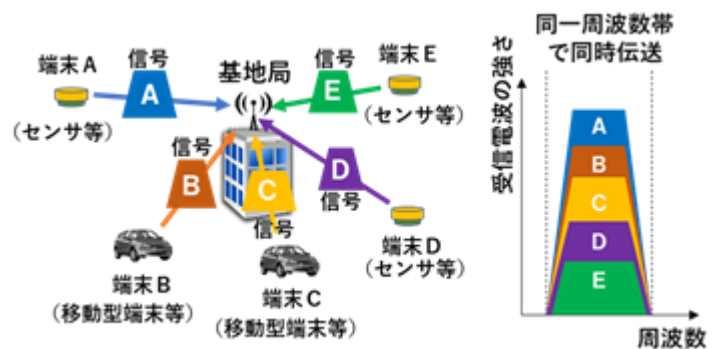 端末A
(センサ等)
信号
A
基地局
信号
E
端末E
(センサ等)
信号
B
端末B
(移動型端末等)
C
信号
端末C
(移動型端末等)
D
信号
端末D
(センサ等)
同一周波数帯
で同時伝送
受信電波の強さ
A
B
C
D
E
周波数